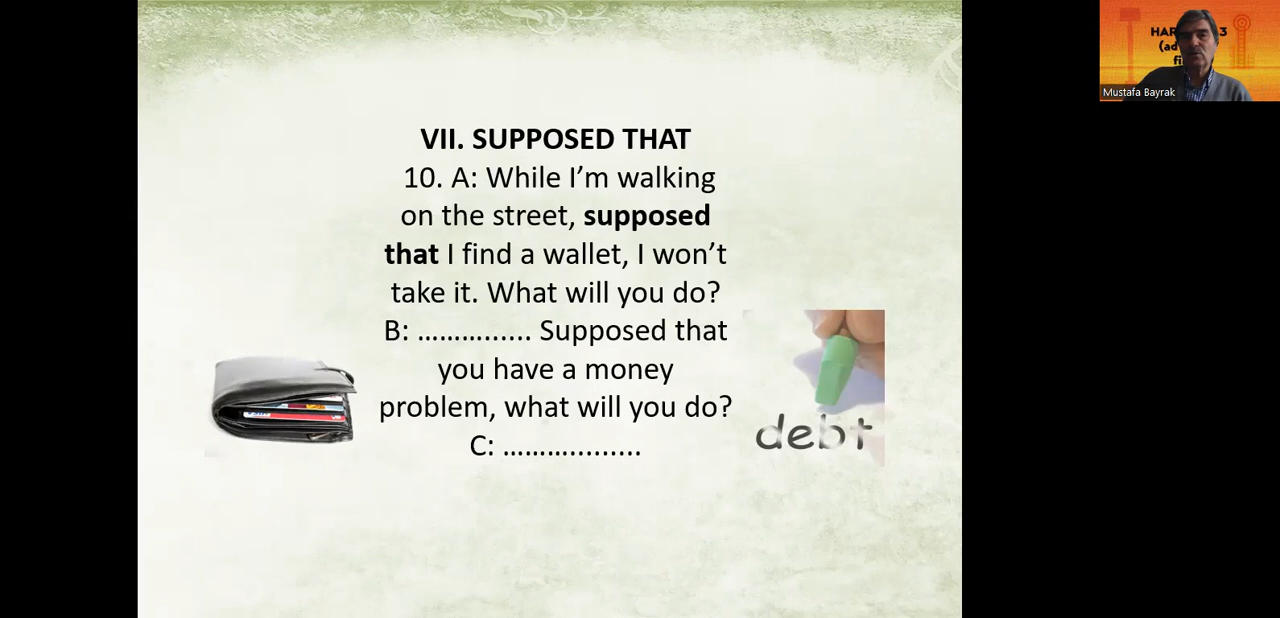 VII. SUPPOSED THAT
10. A: While I’m walking
on the street, supposed
that I find a wallet, I won’t
take it. What will you do?
B: ………...... Supposed that
you have a money
problem, what will you do?
C: ……….........
debt
Mustafa Bayrak